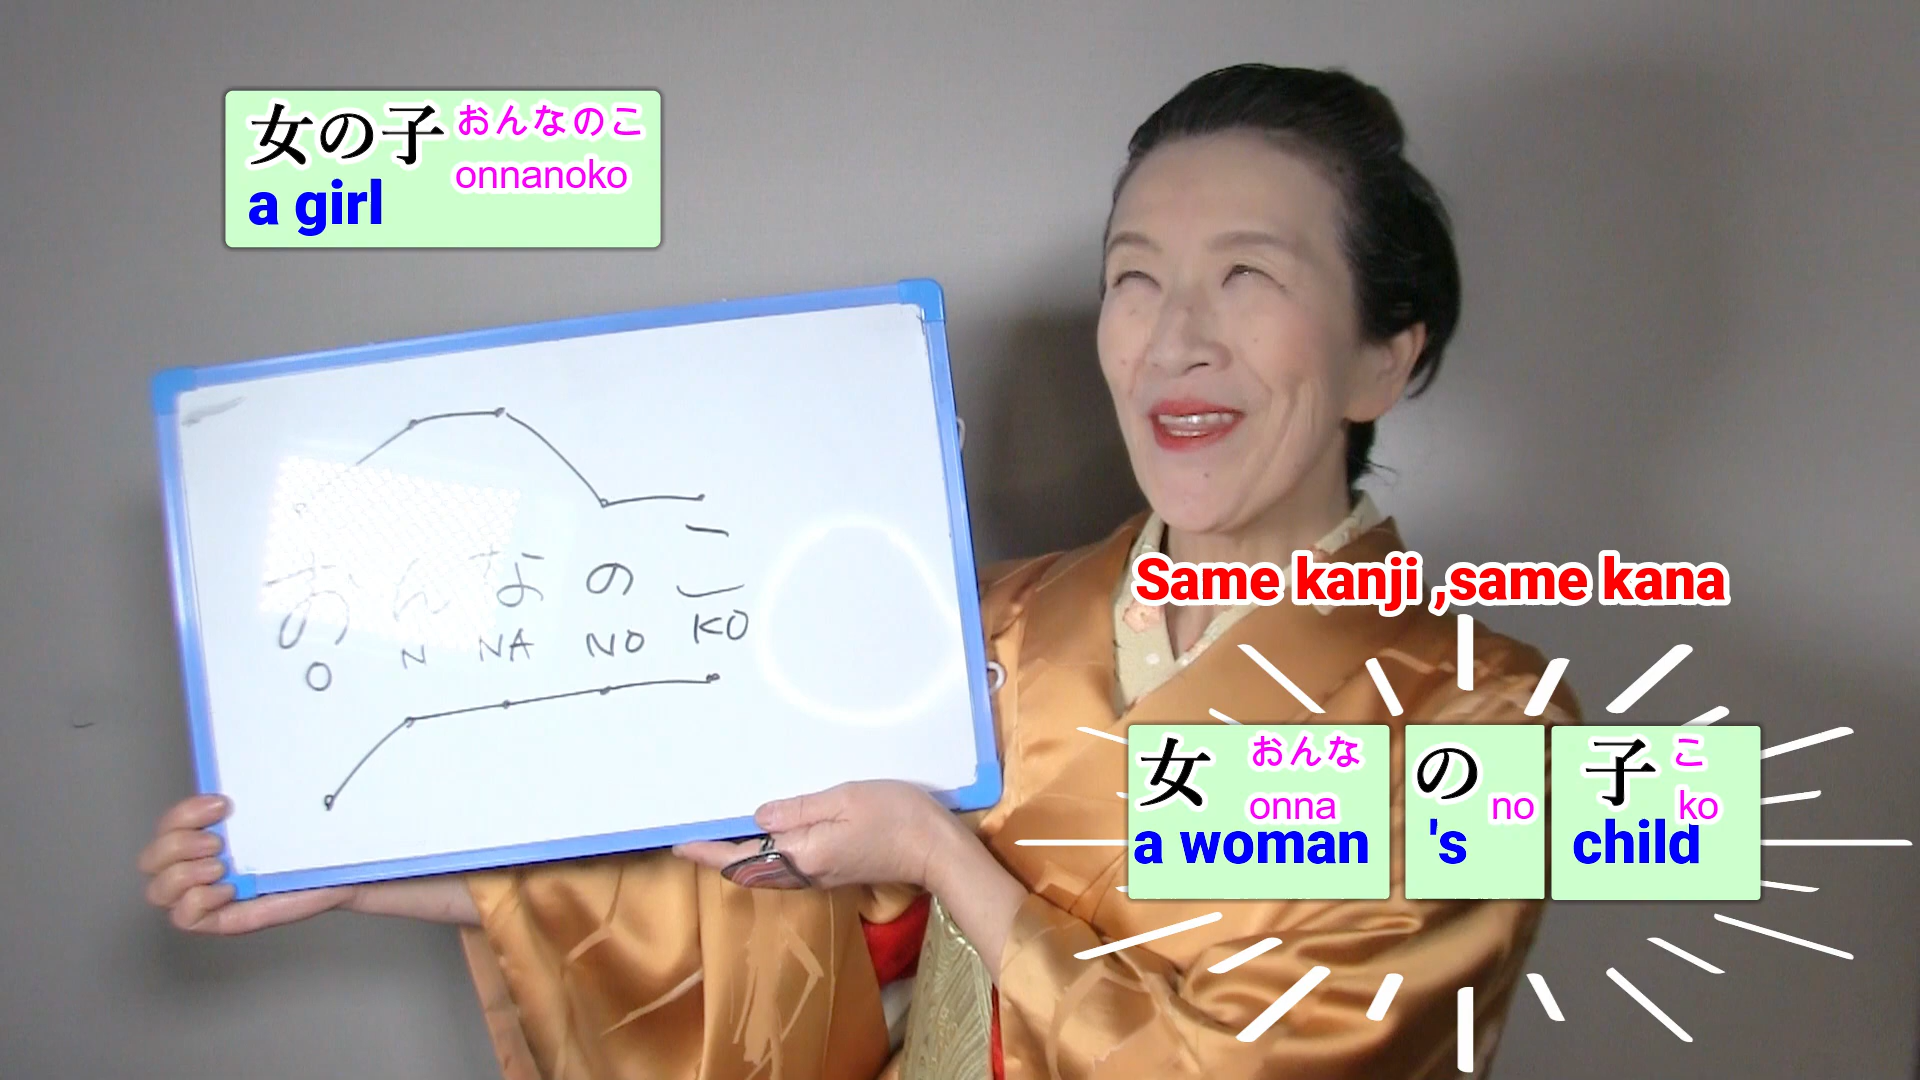 女の子 おんなのこ
onnanoko
a girl
おんなのこ
O N NA NO KO
Same kanji ,same kana
女 おんな の 子 こ
onna no ko
a woman 's child